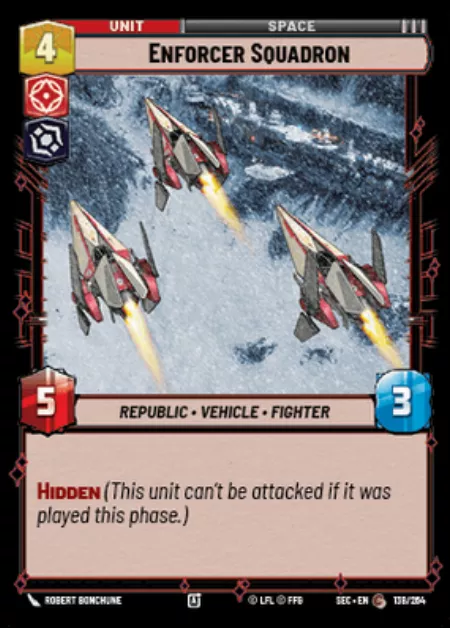 UNIT SPACE
4 ENFORCER SQUADRON
5 REPUBLIC • VEHICLE • FIGHTER 3
HIDDEN (This unit can't be attacked if it was
played this phase.)
ROBERT BONCHUNE A © LFL © FFG SEC • EN C 138/264